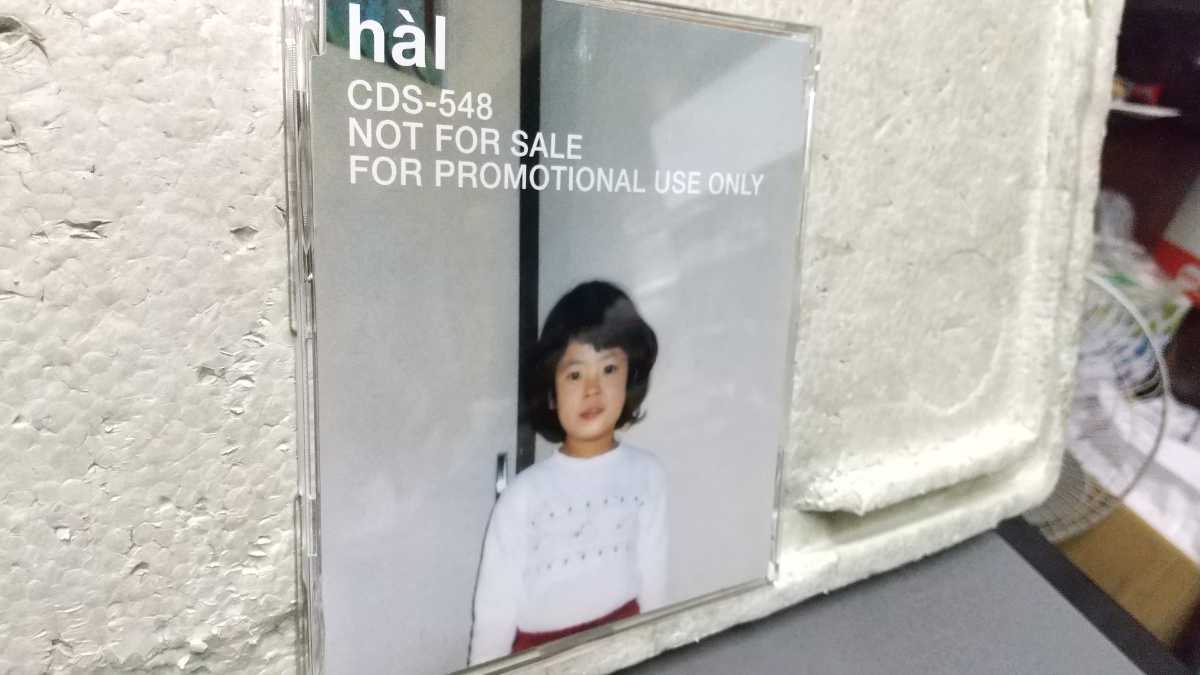 hàl
CDS-548
NOT FOR SALE
FOR PROMOTIONAL USE ONLY